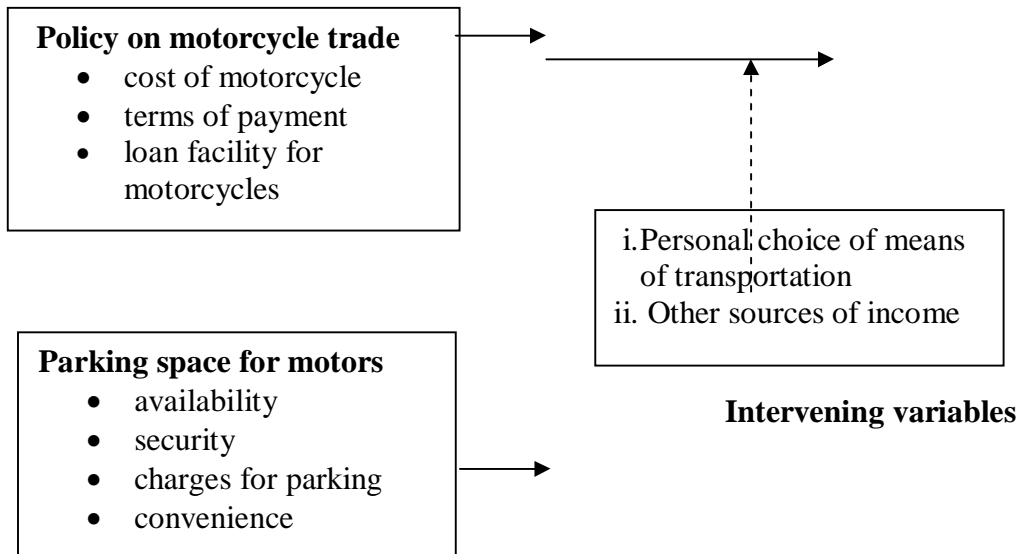 Policy on motorcycle trade
• cost of motorcycle
• terms of payment
• loan facility for
motorcycles
i.Personal choice of means
of transportation
ii. Other sources of income
Parking space for motors
• availability
• security
• charges for parking
• convenience
Intervening variables